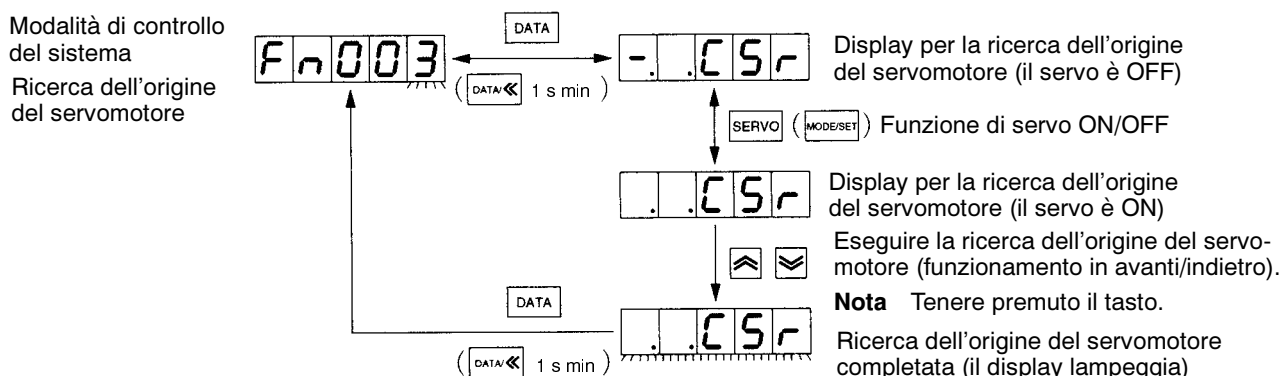 Modalità di controllo
del sistema
Ricerca dell'origine
del servomotore
Fn003
DATA
( DATA/≪ 1 s min )
-. .CSr
Display per la ricerca dell'origine
del servomotore (il servo è OFF)
SERVO ( MODE/SET ) Funzione di servo ON/OFF
. .CSr
Display per la ricerca dell'origine
del servomotore (il servo è ON)
Eseguire la ricerca dell'origine del servo-
motore (funzionamento in avanti/indietro).
Nota Tenere premuto il tasto.
DATA
( DATA/≪ 1 s min )
. .CSr
Ricerca dell'origine del servomotore
completata (il display lampeggia)